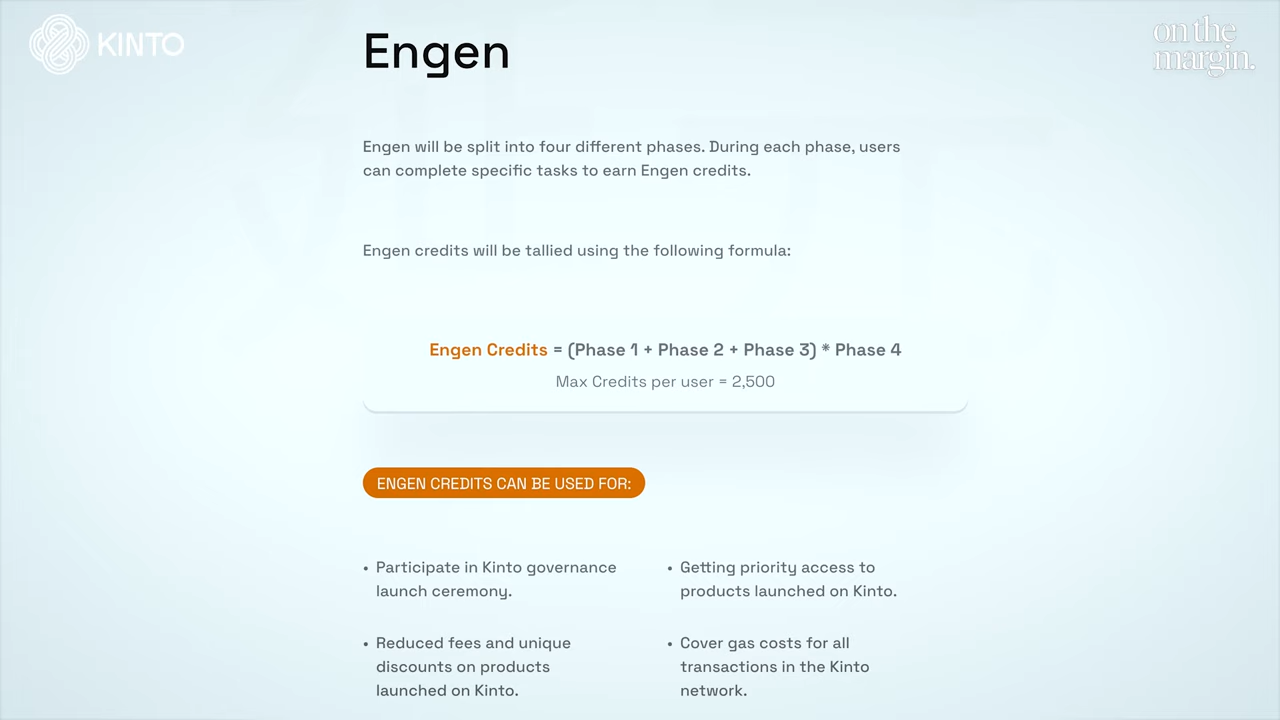 KINTO
on the
margin.
Engen
Engen will be split into four different phases. During each phase, users
can complete specific tasks to earn Engen credits.
Engen credits will be tallied using the following formula:
Engen Credits = (Phase 1 + Phase 2 + Phase 3) * Phase 4
Max Credits per user = 2,500
ENGEN CREDITS CAN BE USED FOR:
• Participate in Kinto governance
launch ceremony.
• Getting priority access to
products launched on Kinto.
• Reduced fees and unique
discounts on products
launched on Kinto.
• Cover gas costs for all
transactions in the Kinto
network.